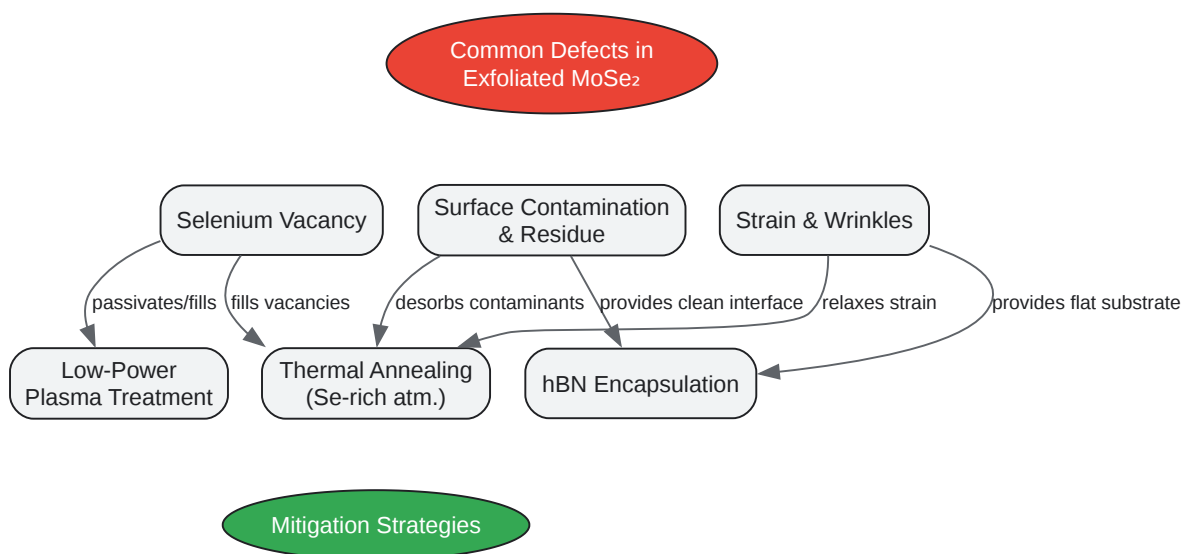 Common Defects in
Exfoliated MoSe₂
Selenium Vacancy
Surface Contamination
& Residue
Strain & Wrinkles
passivates/fills
fills vacancies
desorbs contaminants
provides clean interface
relaxes strain
provides flat substrate
Low-Power
Plasma Treatment
Thermal Annealing
(Se-rich atm.)
hBN Encapsulation
Mitigation Strategies